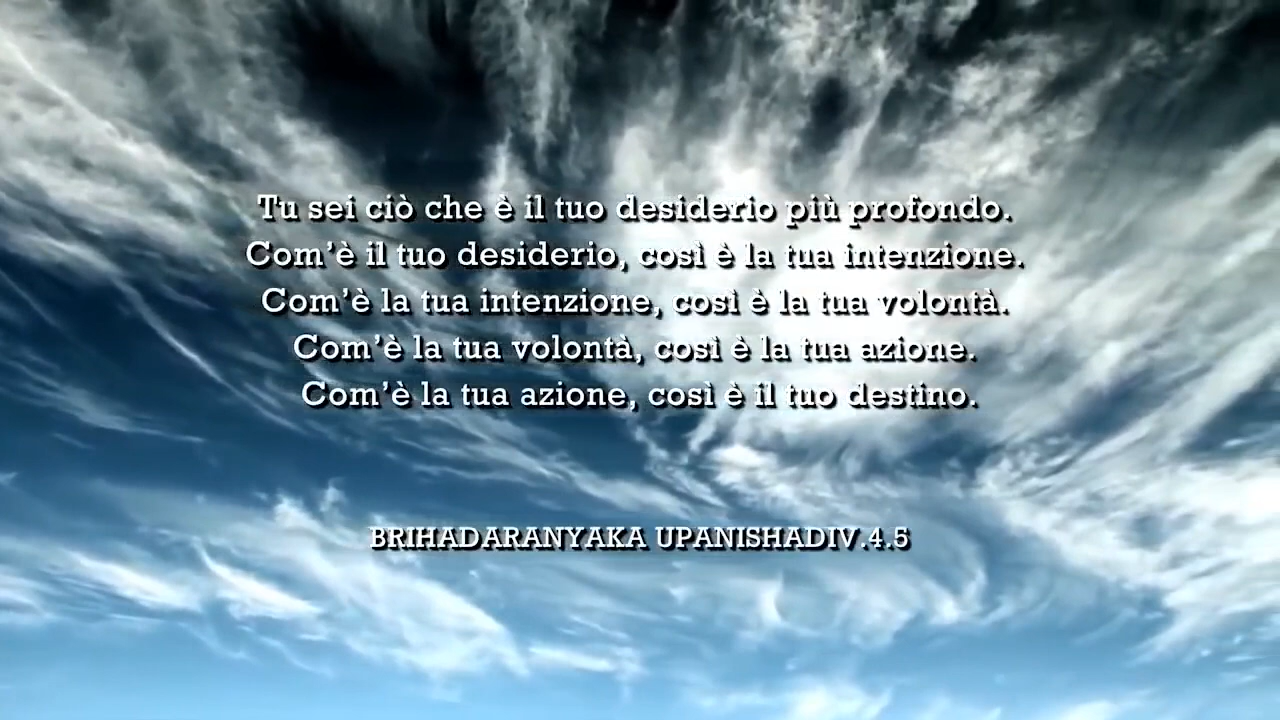 Tu sei ciò che è il tuo desiderio più profondo.
Com’è il tuo desiderio, così è la tua intenzione.
Com’è la tua intenzione, così è la tua volontà.
Com’è la tua volontà, così è la tua azione.
Com’è la tua azione, così è il tuo destino.
BRIHADARANYAKA UPANISHADIV.4.5